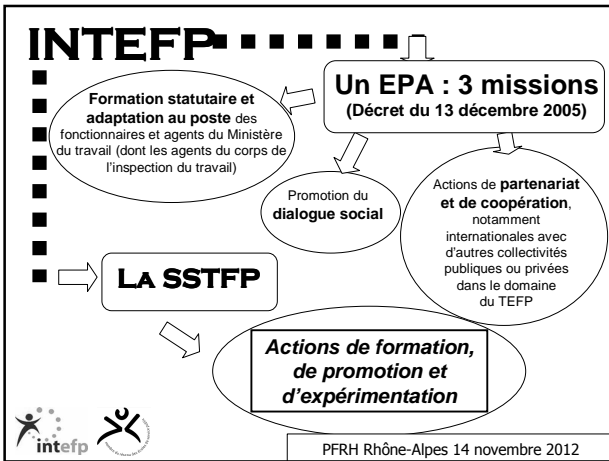 INTEFP
Un EPA : 3 missions
(Décret du 13 décembre 2005)
Formation statutaire et
adaptation au poste des
fonctionnaires et agents du Ministère
du travail (dont les agents du corps de
l'inspection du travail)
Promotion du
dialogue social
Actions de partenariat
et de coopération,
notamment
internationales avec
d'autres collectivités
publiques ou privées
dans le domaine
du TEFP
LA SSTFP
Actions de formation,
de promotion et
d'expérimentation
intefp
PFRH Rhône-Alpes 14 novembre 2012